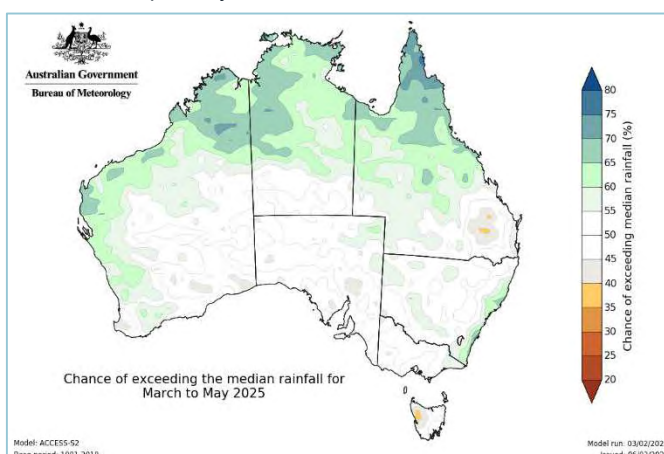 Australian Government
Bureau of Meteorology
80
75
70
65
60
55
50
45
40
35
30
25
20
Chance of exceeding median rainfall (%)
Chance of exceeding the median rainfall for
March to May 2025
Model: ACCESS-S2
Model run: 03/02/202